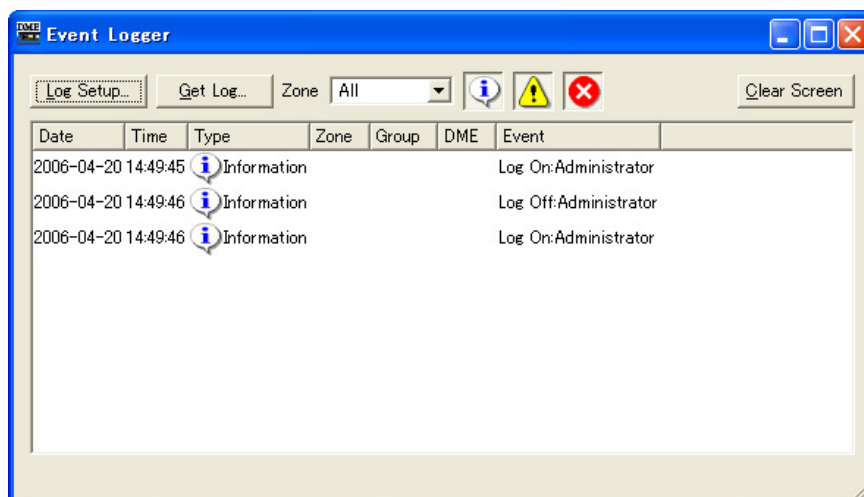 DME Event Logger
Log Setup... Get Log... Zone All Clear Screen
Date Time Type Zone Group DME Event
2006-04-20 14:49:45 Information Log On:Administrator
2006-04-20 14:49:46 Information Log Off:Administrator
2006-04-20 14:49:46 Information Log On:Administrator